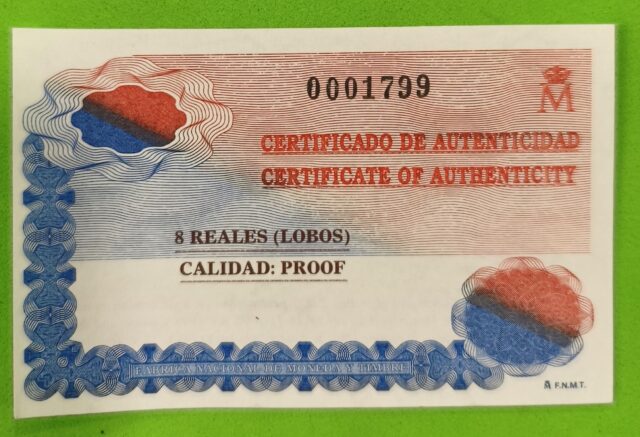 0001799
M
CERTIFICADO DE AUTENTICIDAD
CERTIFICATE OF AUTHENTICITY
8 REALES (LOBOS)
CALIDAD: PROOF
FABRICA NACIONAL DE MONEDA Y TIMBRE
M F.N.M.T.